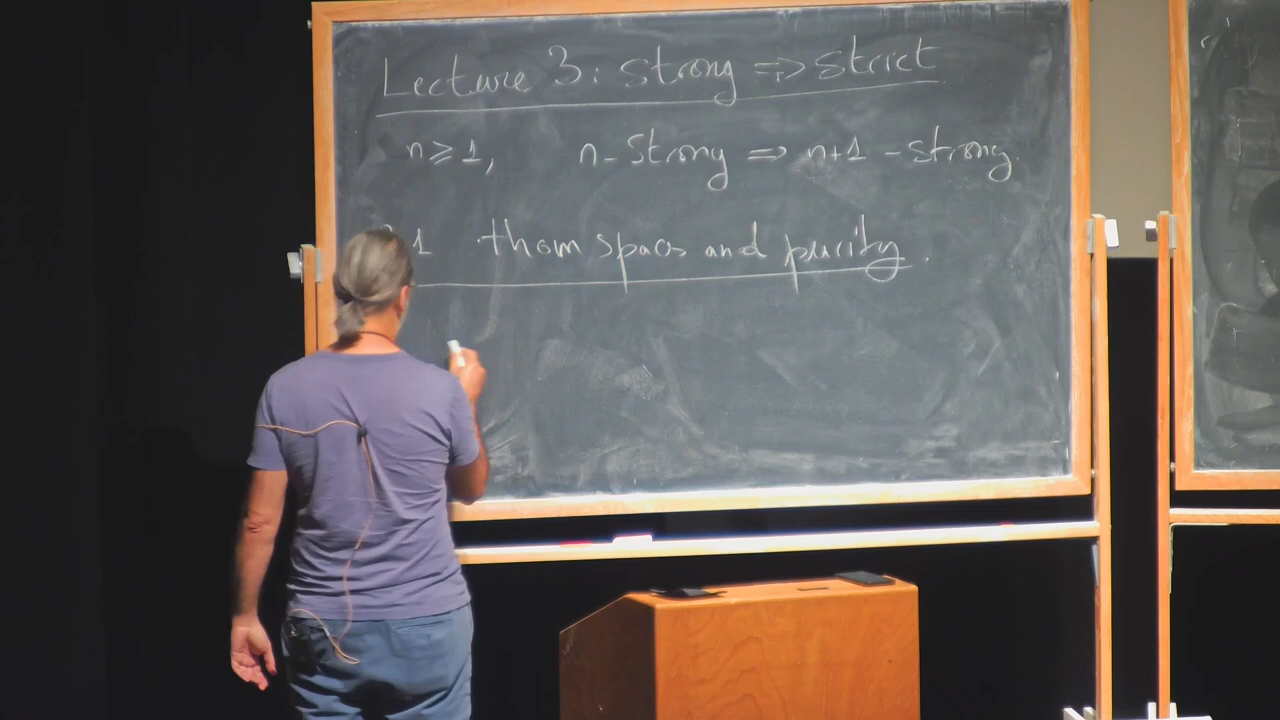 Lecture 3: Strong => Strict
n ⩾ 1, n-Strong => n+1 -strong.
1 thom spaces and purity.